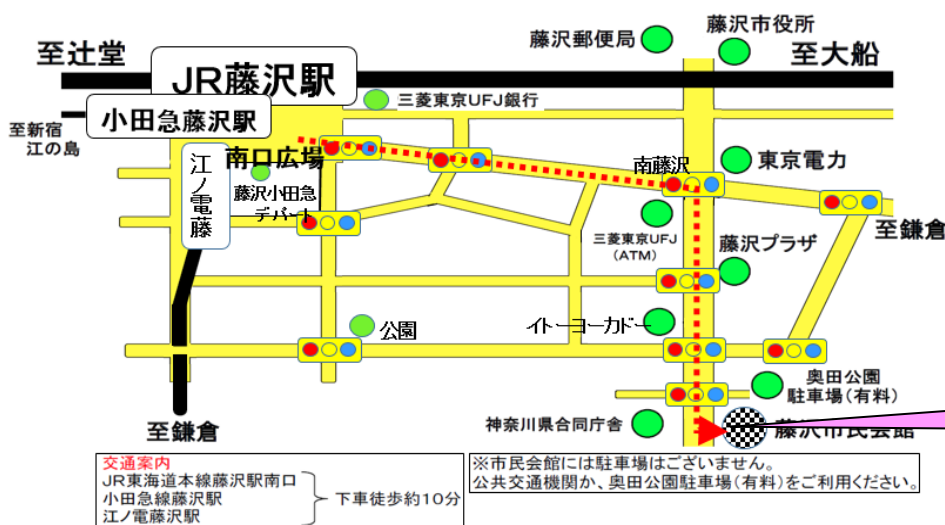 藤沢市役所
藤沢郵便局
至辻堂
JR藤沢駅
至大船
三菱東京UFJ銀行
小田急藤沢駅
至新宿
江の島
南口広場
南藤沢
東京電力
江ノ電藤
藤沢小田急
デパート
三菱東京UFJ
(ATM)
至鎌倉
藤沢プラザ
公園
イトーヨーカドー
奥田公園
駐車場(有料)
至鎌倉
神奈川県合同庁舎
藤沢市民会館
交通案内
JR東海道本線藤沢駅南口
小田急線藤沢駅
江ノ電藤沢駅
下車徒歩約10分
※市民会館には駐車場はございません。
公共交通機関か、奥田公園駐車場(有料)をご利用ください。